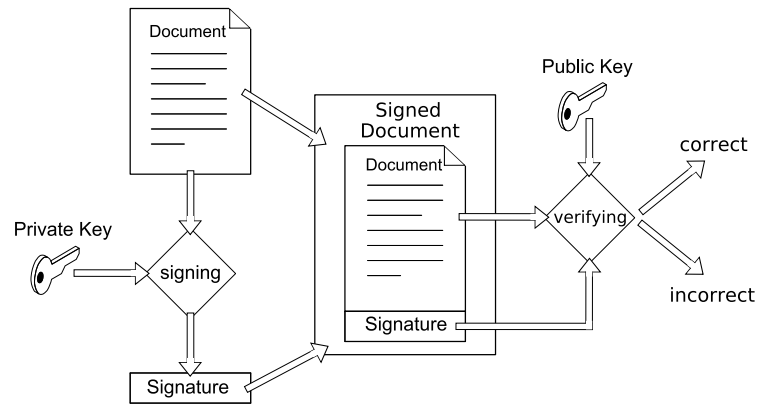 Document
Private Key
signing
Signature
Signed
Document
Document
Signature
Public Key
verifying
correct
incorrect